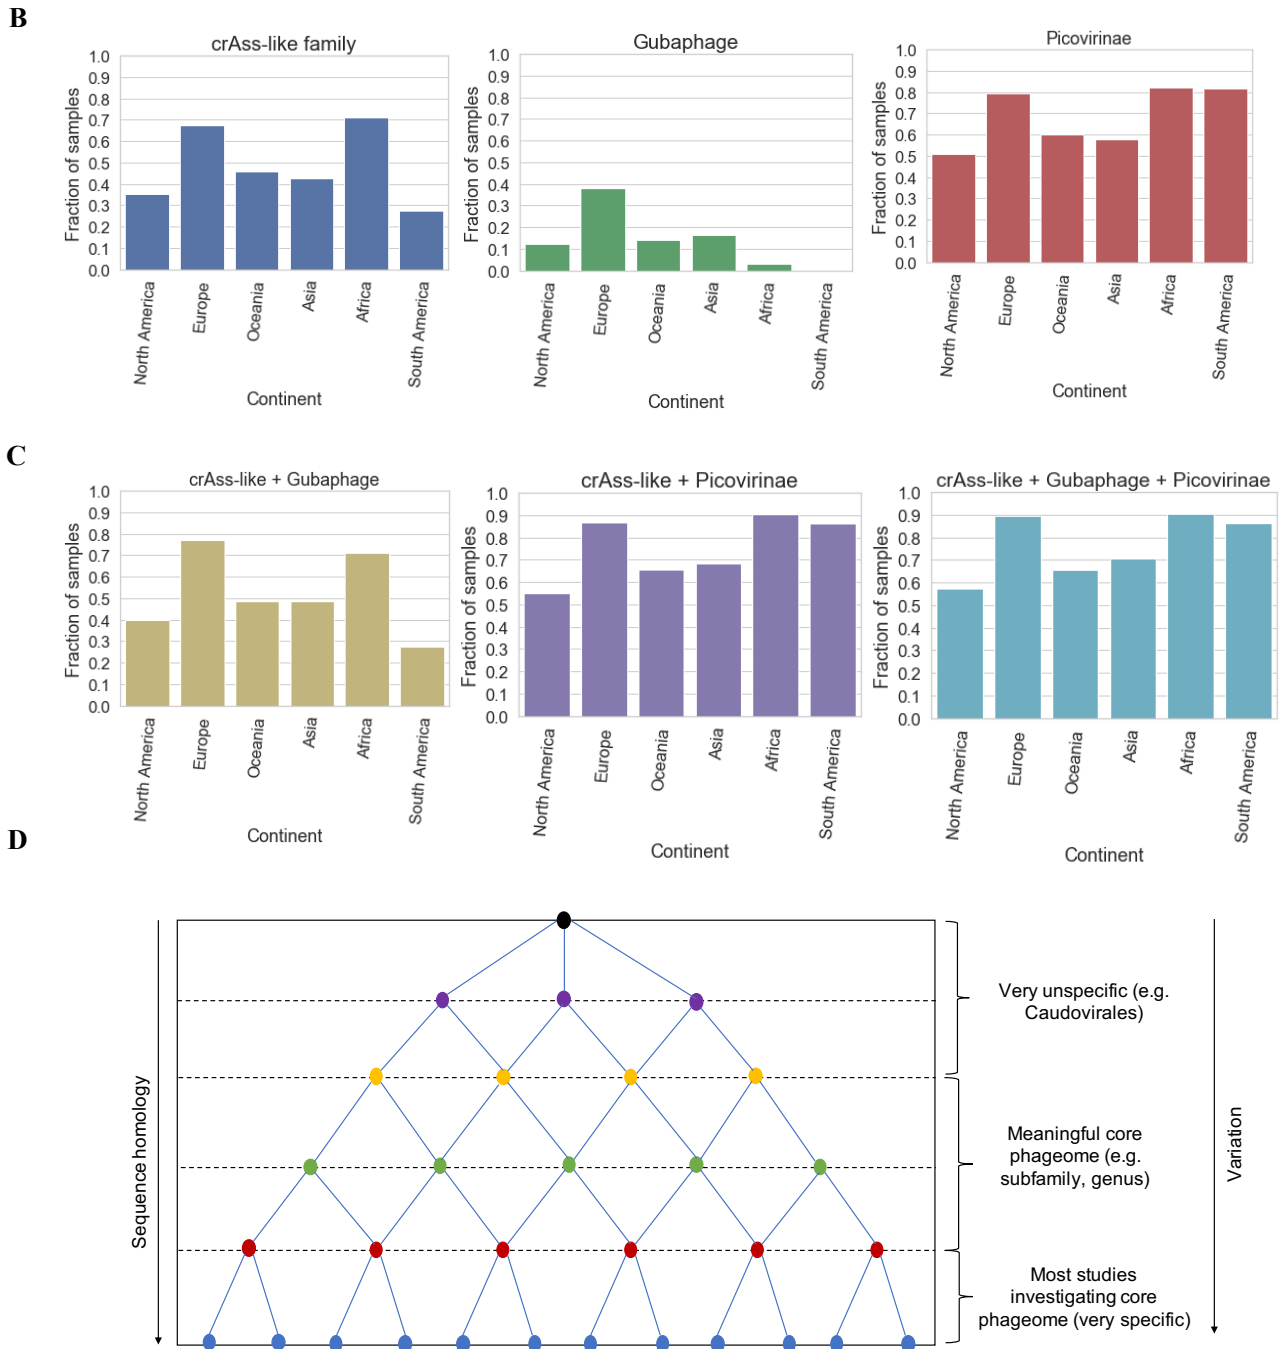 B
crAss-like family
1.0
0.9
0.8
0.7
0.6
0.5
0.4
0.3
0.2
0.1
0.0
Fraction of samples
North America
Europe
Oceania
Asia
Africa
South America
Continent
Gubaphage
1.0
0.9
0.8
0.7
0.6
0.5
0.4
0.3
0.2
0.1
0.0
Fraction of samples
North America
Europe
Oceania
Asia
Africa
South America
Continent
Picovirinae
1.0
0.9
0.8
0.7
0.6
0.5
0.4
0.3
0.2
0.1
0.0
Fraction of samples
North America
Europe
Oceania
Asia
Africa
South America
Continent
C
crAss-like + Gubaphage
1.0
0.9
0.8
0.7
0.6
0.5
0.4
0.3
0.2
0.1
0.0
Fraction of samples
North America
Europe
Oceania
Asia
Africa
South America
Continent
crAss-like + Picovirinae
1.0
0.9
0.8
0.7
0.6
0.5
0.4
0.3
0.2
0.1
0.0
Fraction of samples
North America
Europe
Oceania
Asia
Africa
South America
Continent
crAss-like + Gubaphage + Picovirinae
1.0
0.9
0.8
0.7
0.6
0.5
0.4
0.3
0.2
0.1
0.0
Fraction of samples
North America
Europe
Oceania
Asia
Africa
South America
Continent
D
Sequence homology
Very unspecific (e.g.
Caudovirales)
Meaningful core
phageome (e.g.
subfamily, genus)
Most studies
investigating core
phageome (very specific)
Variation